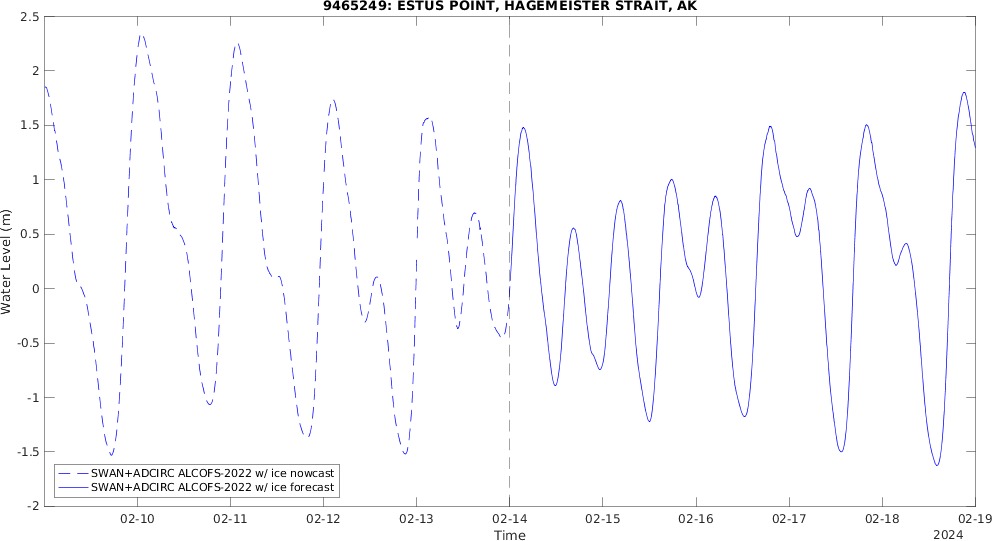 9465249: ESTUS POINT, HAGEMEISTER STRAIT, AK
2.5
2
1.5
1
0.5
0
-0.5
-1
-1.5
-2
Water Level (m)
SWAN+ADCIRC ALCOFS-2022 w/ ice nowcast
SWAN+ADCIRC ALCOFS-2022 w/ ice forecast
02-10 02-11 02-12 02-13 02-14 02-15 02-16 02-17 02-18 02-19
Time
2024